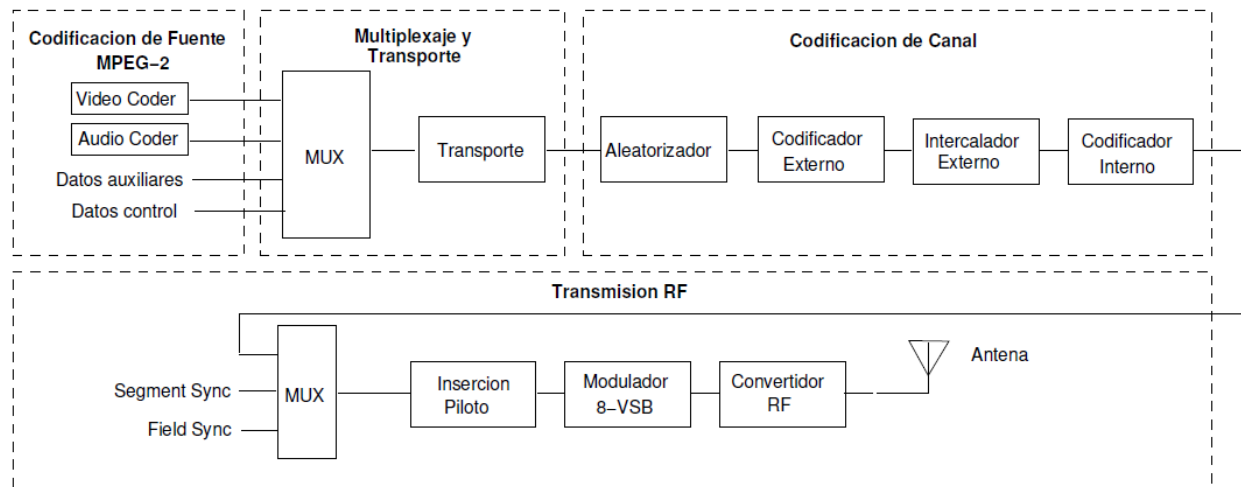 Codificacion de Fuente
MPEG–2
Video Coder
Audio Coder
Datos auxiliares
Datos control
Multiplexaje y
Transporte
MUX
Transporte
Codificacion de Canal
Aleatorizador
Codificador
Externo
Intercalador
Externo
Codificador
Interno
Transmision RF
Segment Sync
Field Sync
MUX
Insercion
Piloto
Modulador
8–VSB
Convertidor
RF
Antena